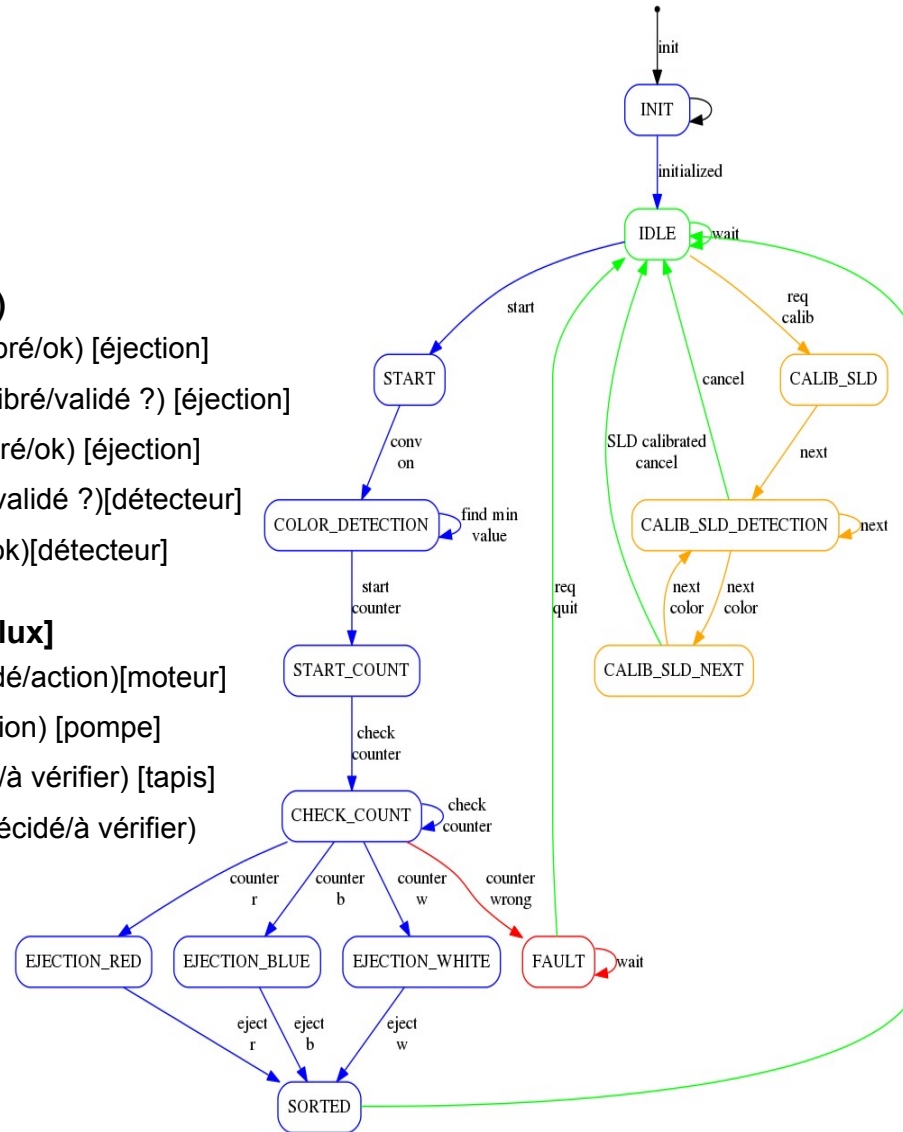 init
INIT
initialized
IDLE
wait
)
bré/ok) [éjection]
ibré/validé ?) [éjection]
ré/ok) [éjection]
validé ?)[détecteur]
ok)[détecteur]
lux]
dé/action)[moteur]
ion) [pompe]
/à vérifier) [tapis]
écidé/à vérifier)
start
req
calib
START
cancel
CALIB_SLD
conv
on
SLD calibrated
cancel
next
COLOR_DETECTION
find min
value
CALIB_SLD_DETECTION
next
start
counter
req
quit
next
color
next
color
START_COUNT
CALIB_SLD_NEXT
check
counter
CHECK_COUNT
check
counter
counter
r
counter
b
counter
w
counter
wrong
EJECTION_RED
EJECTION_BLUE
EJECTION_WHITE
FAULT
wait
eject
r
eject
b
eject
w
SORTED